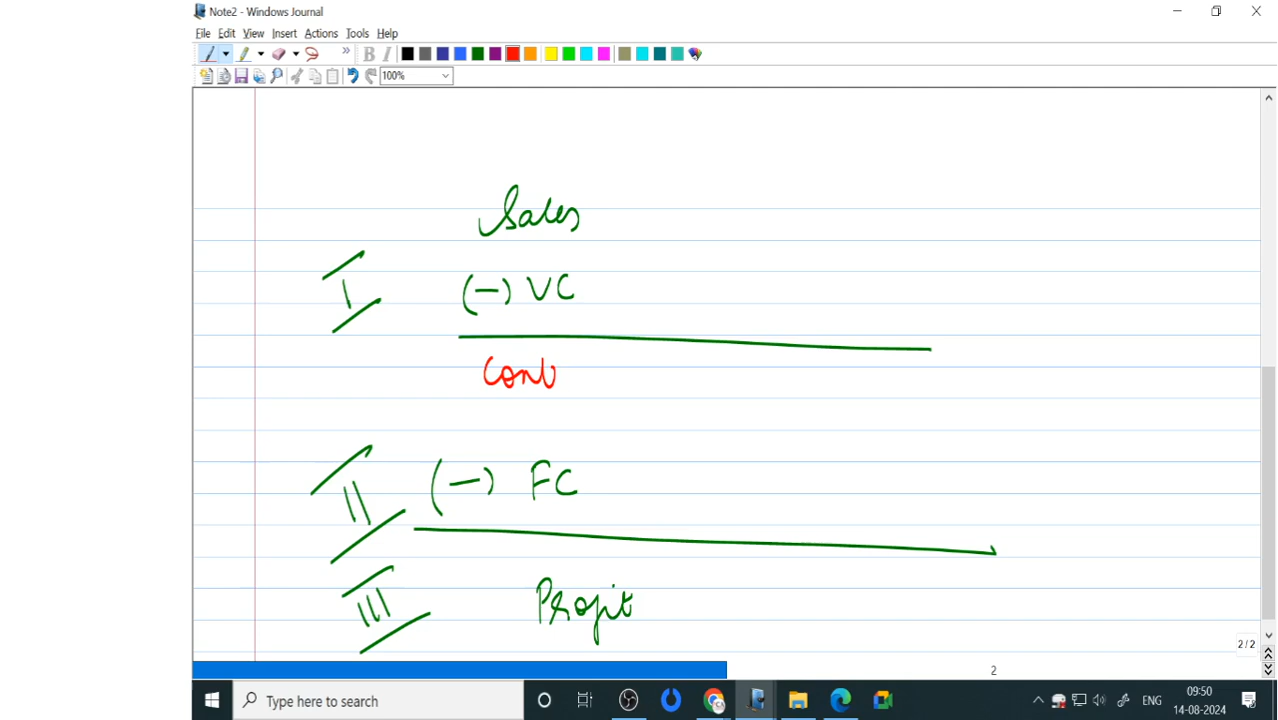 Note2 - Windows Journal
File Edit View Insert Actions Tools Help
» B I
100%
Sales
I
(-) VC
Cont
II (-) FC
III Profit
2/2
2
Type here to search
ENG
09:50
14-08-2024